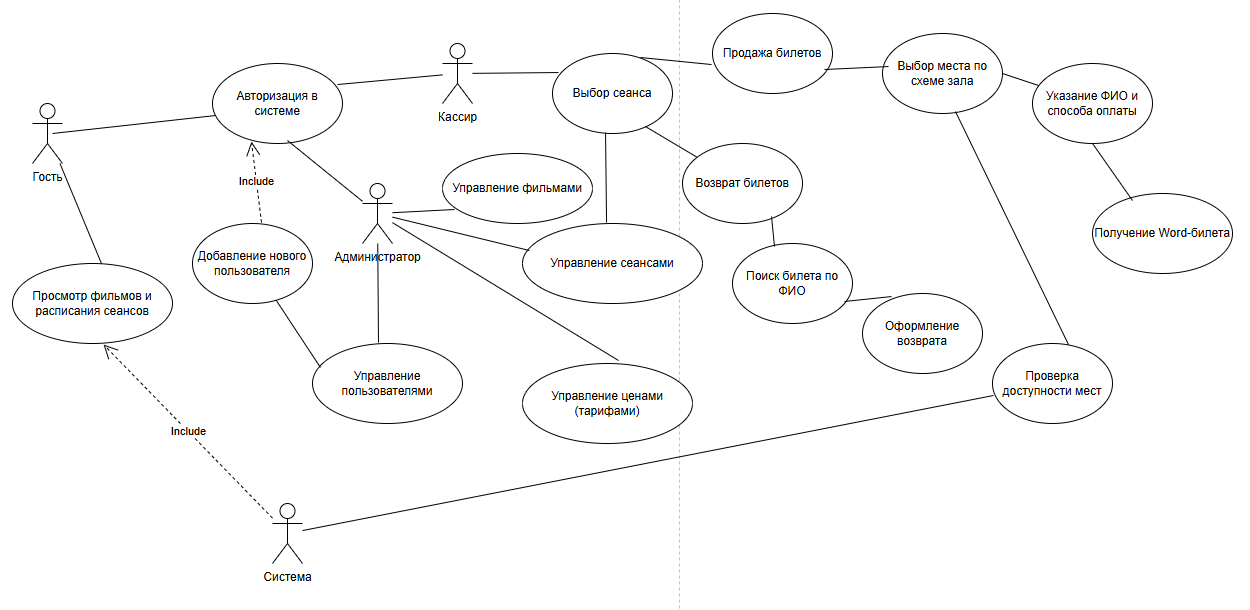 Продажа билетов
Выбор места по
схеме зала
Авторизация в
системе
Кассир
Выбор сеанса
Указание ФИО и
способа оплаты
Гость
Include
Управление фильмами
Возврат билетов
Получение Word-билета
Добавление нового
пользователя
Администратор
Управление сеансами
Поиск билета по
ФИО
Просмотр фильмов и
расписания сеансов
Оформление
возврата
Управление
пользователями
Управление ценами
(тарифами)
Проверка
доступности мест
Include
Система